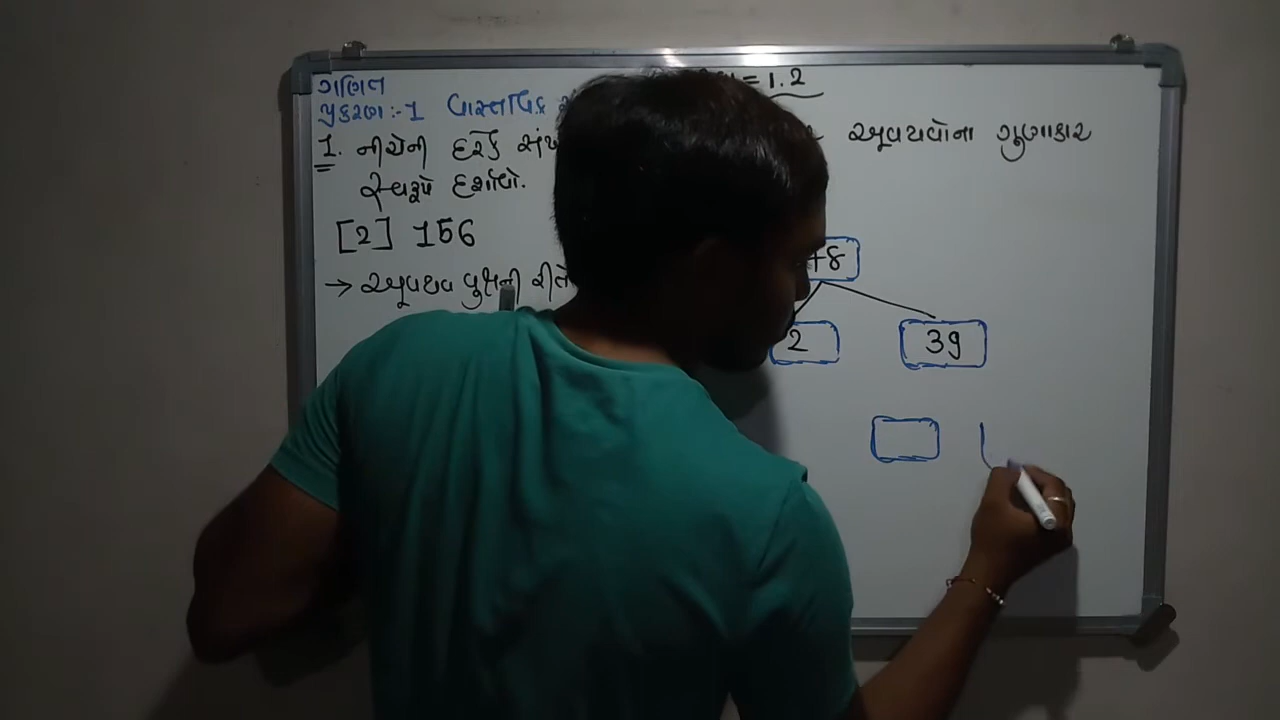 ગણિત
પ્રકરણ:-1 વાસ્તવિક
=1.2
1. નીચેની દરેક અવયવોના ગુણાકાર
સ્વરૂપે દર્શાવો.
[2] 156
→ અવયવ વૃક્ષની રીતે
78
2 39